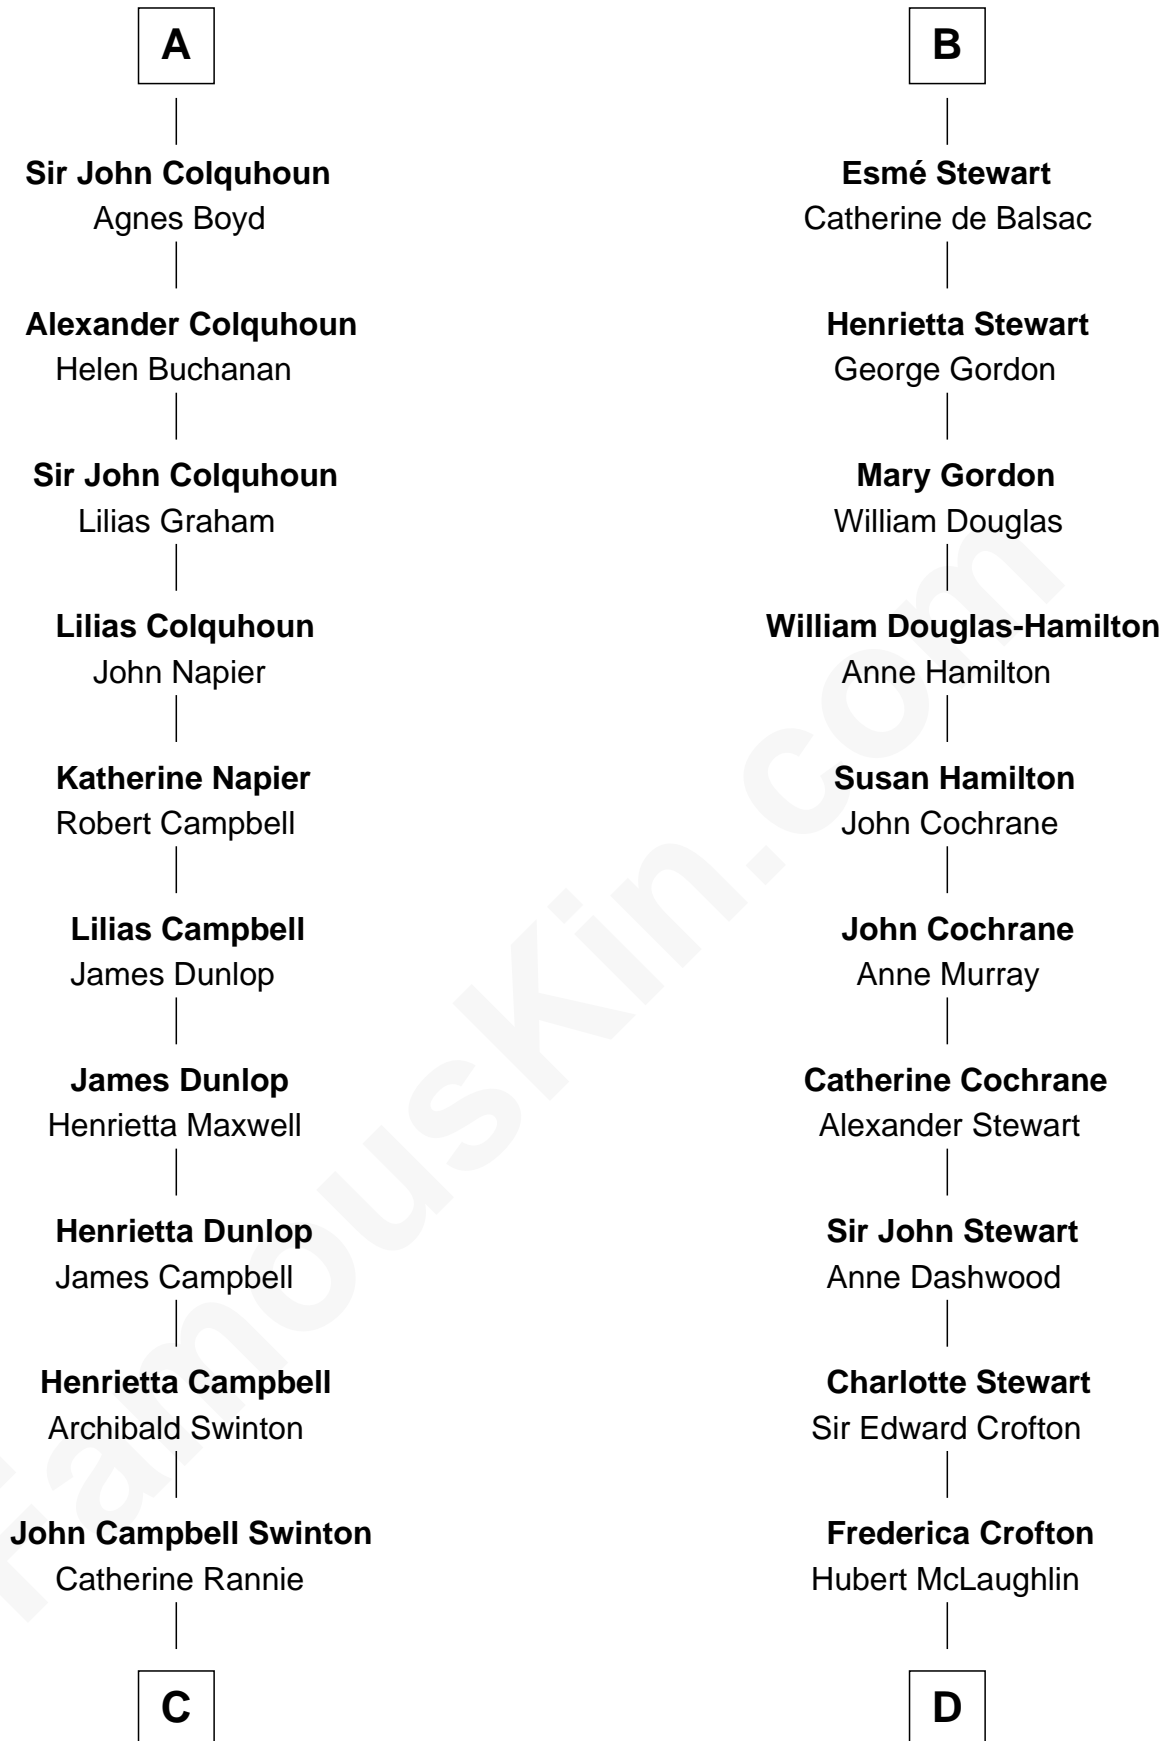 A
Sir John Colquhoun
Agnes Boyd
Alexander Colquhoun
Helen Buchanan
Sir John Colquhoun
Lilias Graham
Lilias Colquhoun
John Napier
Katherine Napier
Robert Campbell
Lilias Campbell
James Dunlop
James Dunlop
Henrietta Maxwell
Henrietta Dunlop
James Campbell
Henrietta Campbell
Archibald Swinton
John Campbell Swinton
Catherine Rannie
C
B
Esmé Stewart
Catherine de Balsac
Henrietta Stewart
George Gordon
Mary Gordon
William Douglas
William Douglas-Hamilton
Anne Hamilton
Susan Hamilton
John Cochrane
John Cochrane
Anne Murray
Catherine Cochrane
Alexander Stewart
Sir John Stewart
Anne Dashwood
Charlotte Stewart
Sir Edward Crofton
Frederica Crofton
Hubert McLaughlin
D
FamousKin.com